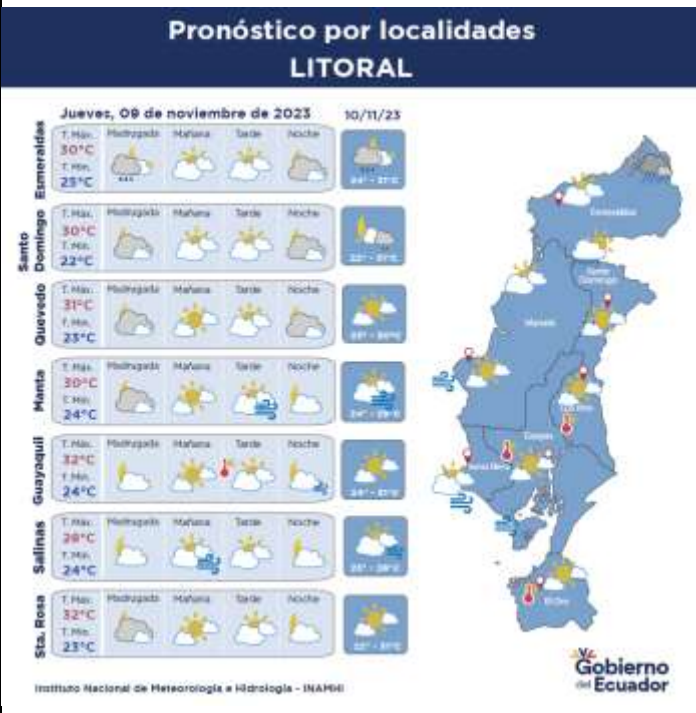 Pronóstico por localidades
LITORAL
Jueves, 09 de noviembre de 2023
10/11/23
Esmeraldas
T. Máx.
30°C
T. Mín.
Madrugada
Mañana
Tarde
Noche
Santo
Domingo
T. Máx.
30°C
T. Mín.
22°C
Madrugada
Mañana
Tarde
Noche
Quevedo
T. Máx.
31°C
T. Mín.
23°C
Madrugada
Mañana
Tarde
Noche
Manta
T. Máx.
30°C
T. Mín.
24°C
Madrugada
Mañana
Tarde
Noche
Guayaquil
T. Máx.
32°C
T. Mín.
24°C
Madrugada
Mañana
Tarde
Noche
Salinas
T. Máx.
28°C
T. Mín.
24°C
Madrugada
Mañana
Tarde
Noche
Sta. Rosa
T. Máx.
32°C
T. Mín.
23°C
Madrugada
Mañana
Tarde
Noche
Esmeraldas
Santo
Domingo
Manabí
Los Ríos
Guayas
El Oro
Instituto Nacional de Meteorología e Hidrología - INAMHI
Gobierno
del Ecuador